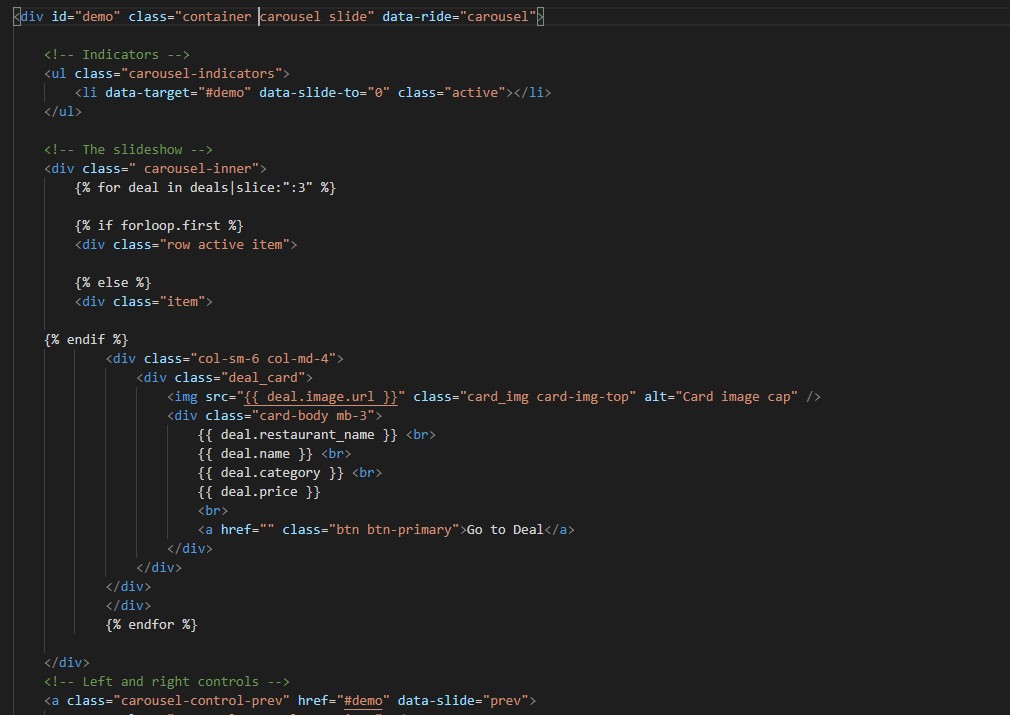 <div id="demo" class="container carousel slide" data-ride="carousel">
<!-- Indicators -->
<ul class="carousel-indicators">
<li data-target="#demo" data-slide-to="0" class="active"></li>
</ul>
<!-- The slideshow -->
<div class=" carousel-inner">
{% for deal in deals|slice:":3" %}
{% if forloop.first %}
<div class="row active item">
{% else %}
<div class="item">
{% endif %}
<div class="col-sm-6 col-md-4">
<div class="deal_card">
<img src="{{ deal.image.url }}" class="card_img card-img-top" alt="Card image cap" />
<div class="card-body mb-3">
{{ deal.restaurant_name }} <br>
{{ deal.name }} <br>
{{ deal.category }} <br>
{{ deal.price }}
<br>
<a href="" class="btn btn-primary">Go to Deal</a>
</div>
</div>
</div>
</div>
{% endfor %}
</div>
<!-- Left and right controls -->
<a class="carousel-control-prev" href="#demo" data-slide="prev">